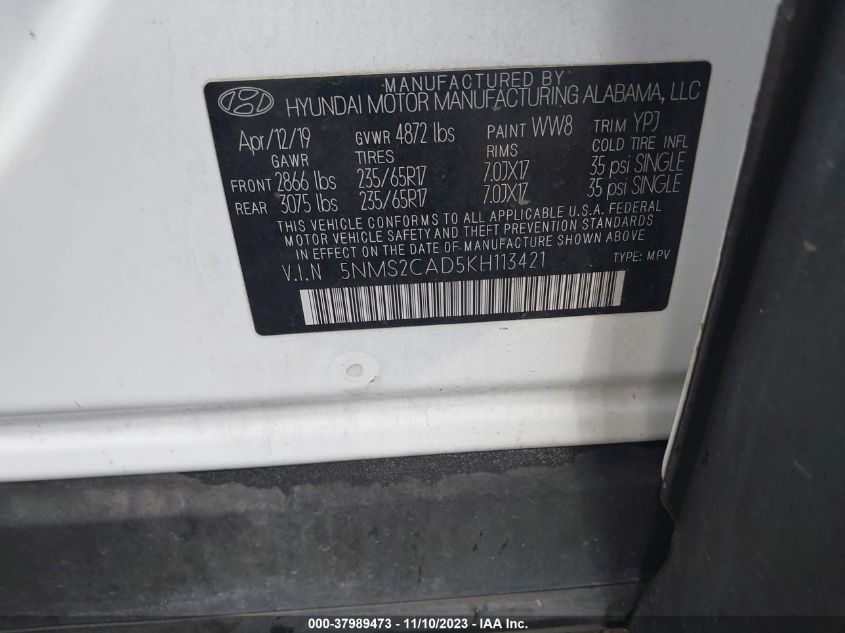 MANUFACTURED BY
HYUNDAI MOTOR MANUFACTURING ALABAMA, LLC
Apr/12/19 GVWR 4872 lbs PAINT WW8 TRIM YPJ
GAWR TIRES RIMS COLD TIRE INFL
FRONT 2866 lbs 235/65R17 7.0JX17 35 psi SINGLE
REAR 3075 lbs 235/65R17 7.0JX17 35 psi SINGLE
THIS VEHICLE CONFORMS TO ALL APPLICABLE U.S.A. FEDERAL
MOTOR VEHICLE SAFETY AND THEFT PREVENTION STANDARDS
IN EFFECT ON THE DATE OF MANUFACTURE SHOWN ABOVE
V.I.N 5NMS2CAD5KH113421 TYPE: MPV
000-37989473 - 11/10/2023 - IAA Inc.